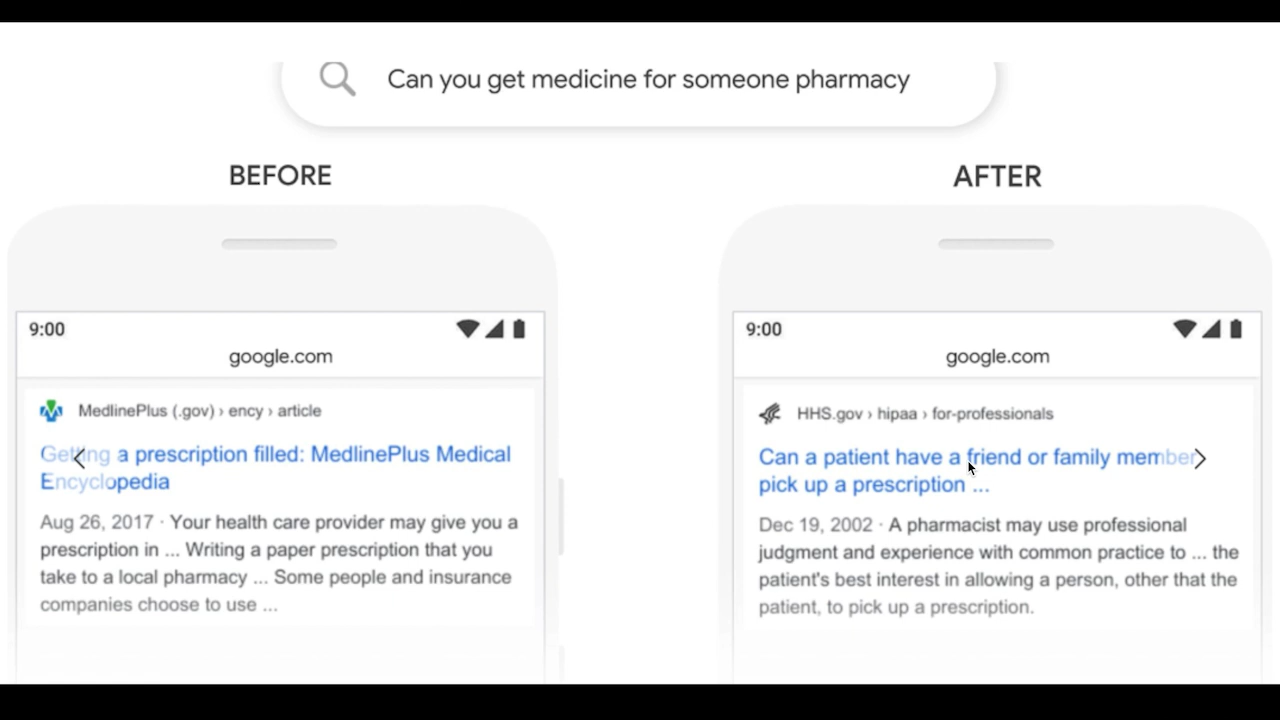 Can you get medicine for someone pharmacy
BEFORE
9:00
google.com
MedlinePlus (.gov) › ency › article
Getting a prescription filled: MedlinePlus Medical
Encyclopedia
Aug 26, 2017 · Your health care provider may give you a
prescription in ... Writing a paper prescription that you
take to a local pharmacy ... Some people and insurance
companies choose to use ...
AFTER
9:00
google.com
HHS.gov › hipaa › for-professionals
Can a patient have a friend or family member
pick up a prescription ...
Dec 19, 2002 · A pharmacist may use professional
judgment and experience with common practice to ... the
patient's best interest in allowing a person, other that the
patient, to pick up a prescription.